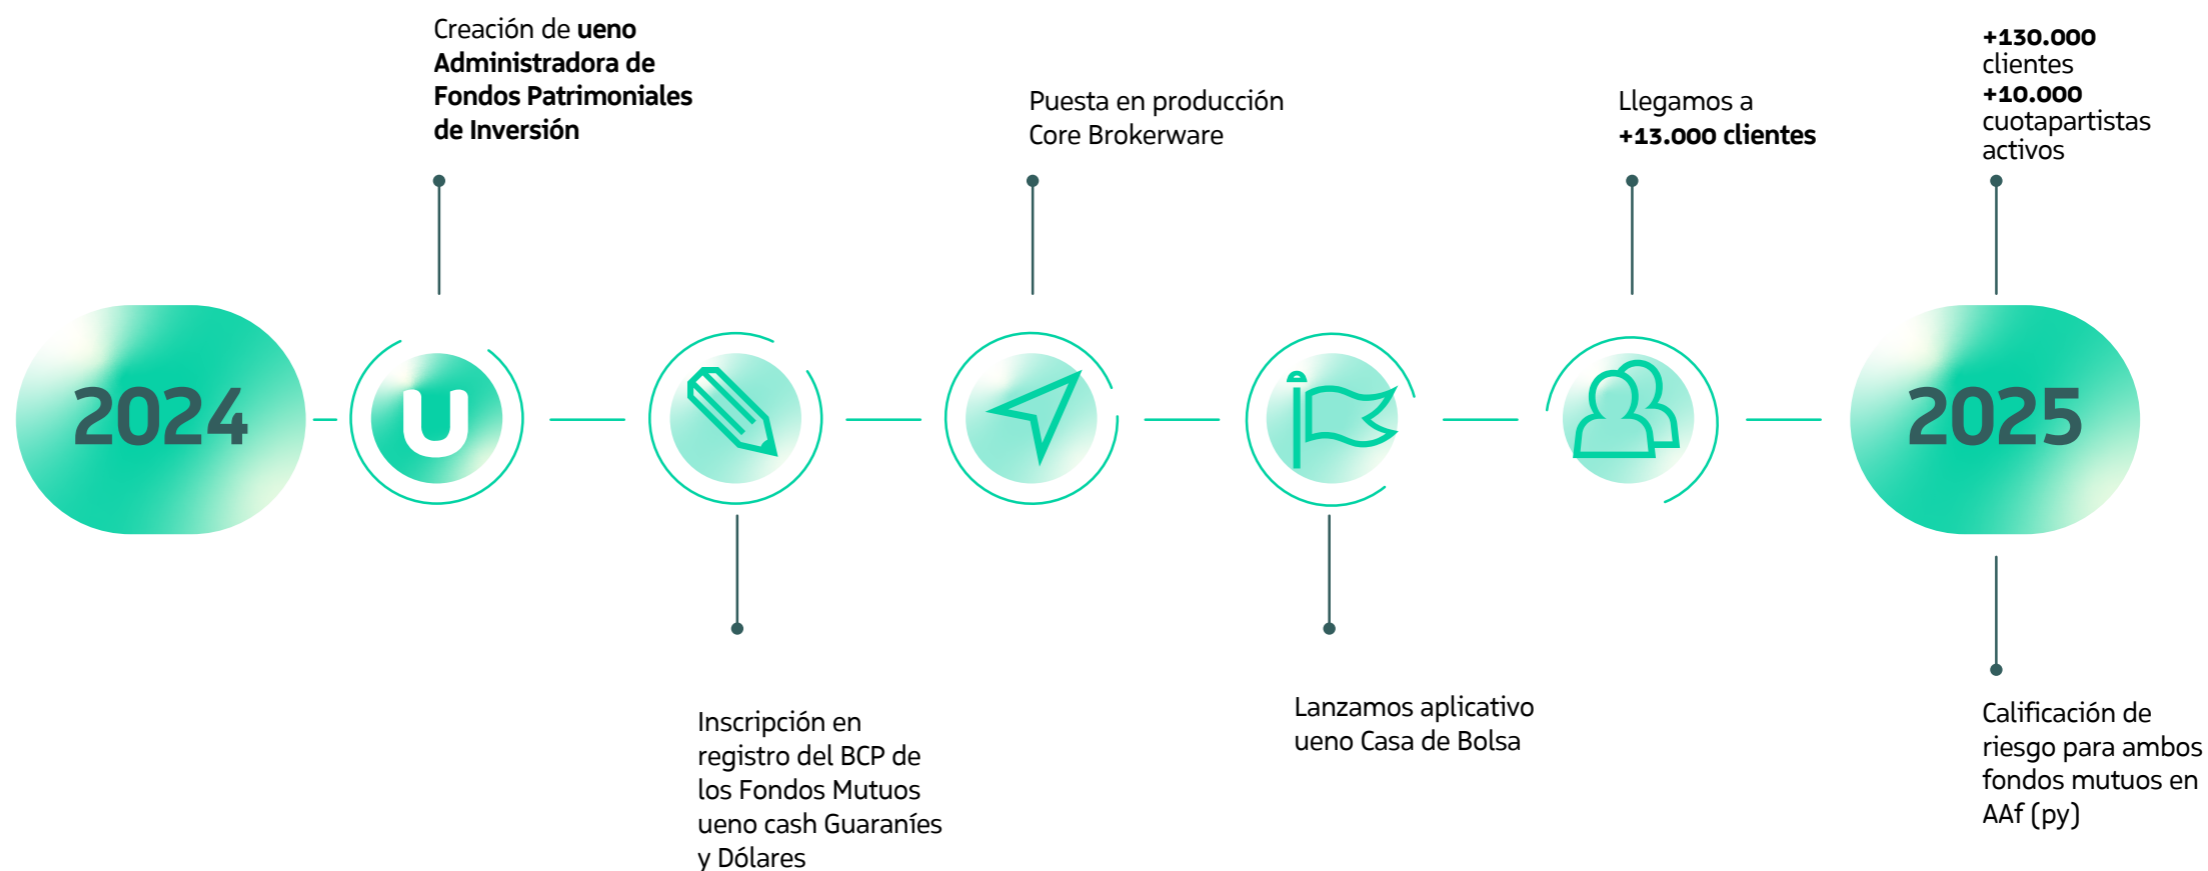 2024
Creación de ueno
Administradora de
Fondos Patrimoniales
de Inversión
U
Inscripción en
registro del BCP de
los Fondos Mutuos
ueno cash Guaraníes
y Dólares
Puesta en producción
Core Brokerware
Lanzamos aplicativo
ueno Casa de Bolsa
Llegamos a
+13.000 clientes
2025
+130.000
clientes
+10.000
cuotapartistas
activos
Calificación de
riesgo para ambos
fondos mutuos en
AAf (py)